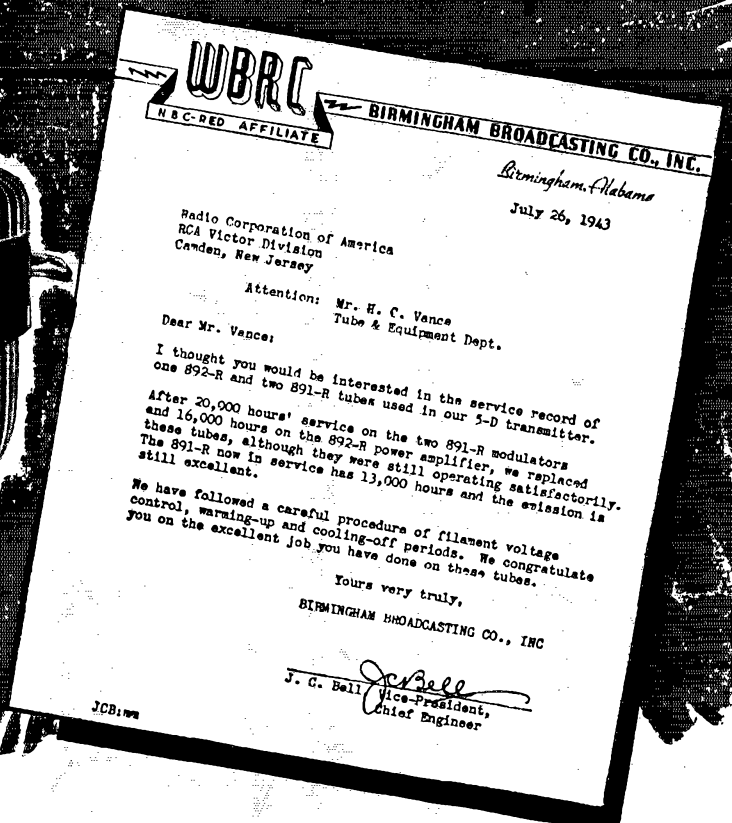 WBRC
NBC-RED AFFILIATE
BIRMINGHAM BROADCASTING CO., INC.
Birmingham, Alabama
July 26, 1943
Radio Corporation of America
RCA Victor Division
Camden, New Jersey
Attention: Mr. H. C. Vance
Tube & Equipment Dept.
Dear Mr. Vance:
I thought you would be interested in the service record of
one 892-R and two 891-R tubes used in our 5-D transmitter.
After 20,000 hours' service on the two 891-R modulators
and 16,000 hours on the 892-R power amplifier, we replaced
these tubes, although they were still operating satisfactorily.
The 891-R now in service has 13,000 hours and the emission is
still excellent.
We have followed a careful procedure of filament voltage
control, warming-up and cooling-off periods. We congratulate
you on the excellent job you have done on these tubes.
Yours very truly,
BIRMINGHAM BROADCASTING CO., INC
JCBell
J. C. Bell Vice-President,
Chief Engineer
JCB:mm